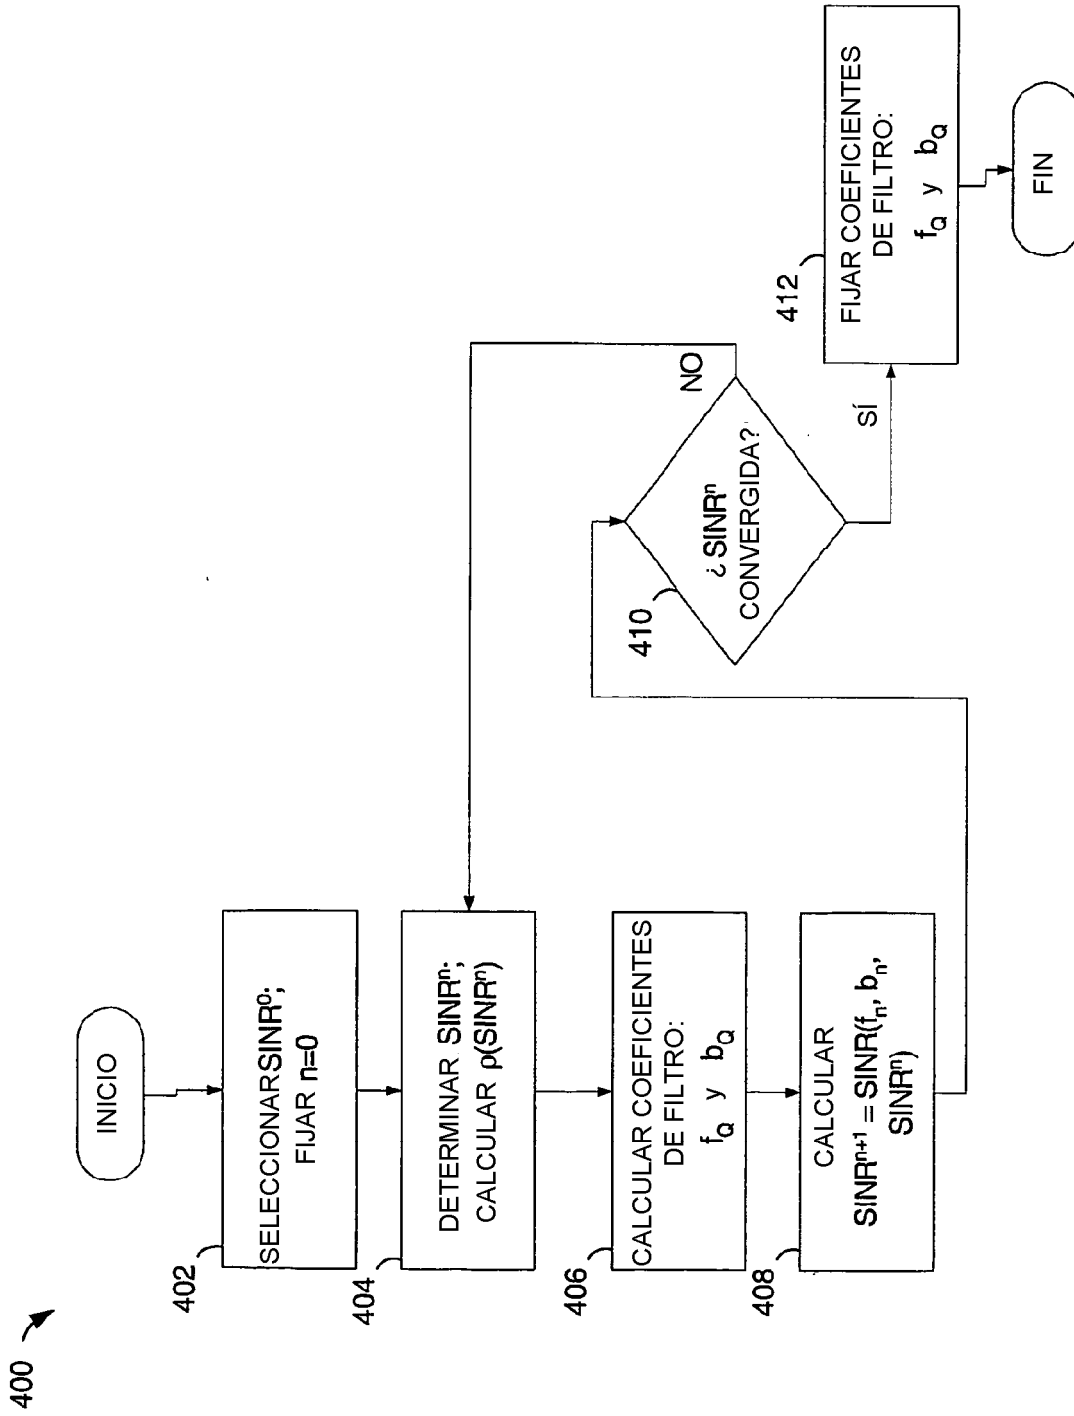 400
INICIO
402
SELECCIONAR SINR⁰;
FIJAR n=0
404
DETERMINAR SINRⁿ;
CALCULAR ρ(SINRⁿ)
406
CALCULAR COEFICIENTES
DE FILTRO:
f_Q y b_Q
408
CALCULAR
SINRⁿ⁺¹ = SINR(f_n, b_n,
SINRⁿ)
410
¿SINRⁿ
CONVERGIDA?
NO
SÍ
412
FIJAR COEFICIENTES
DE FILTRO:
f_Q y b_Q
FIN